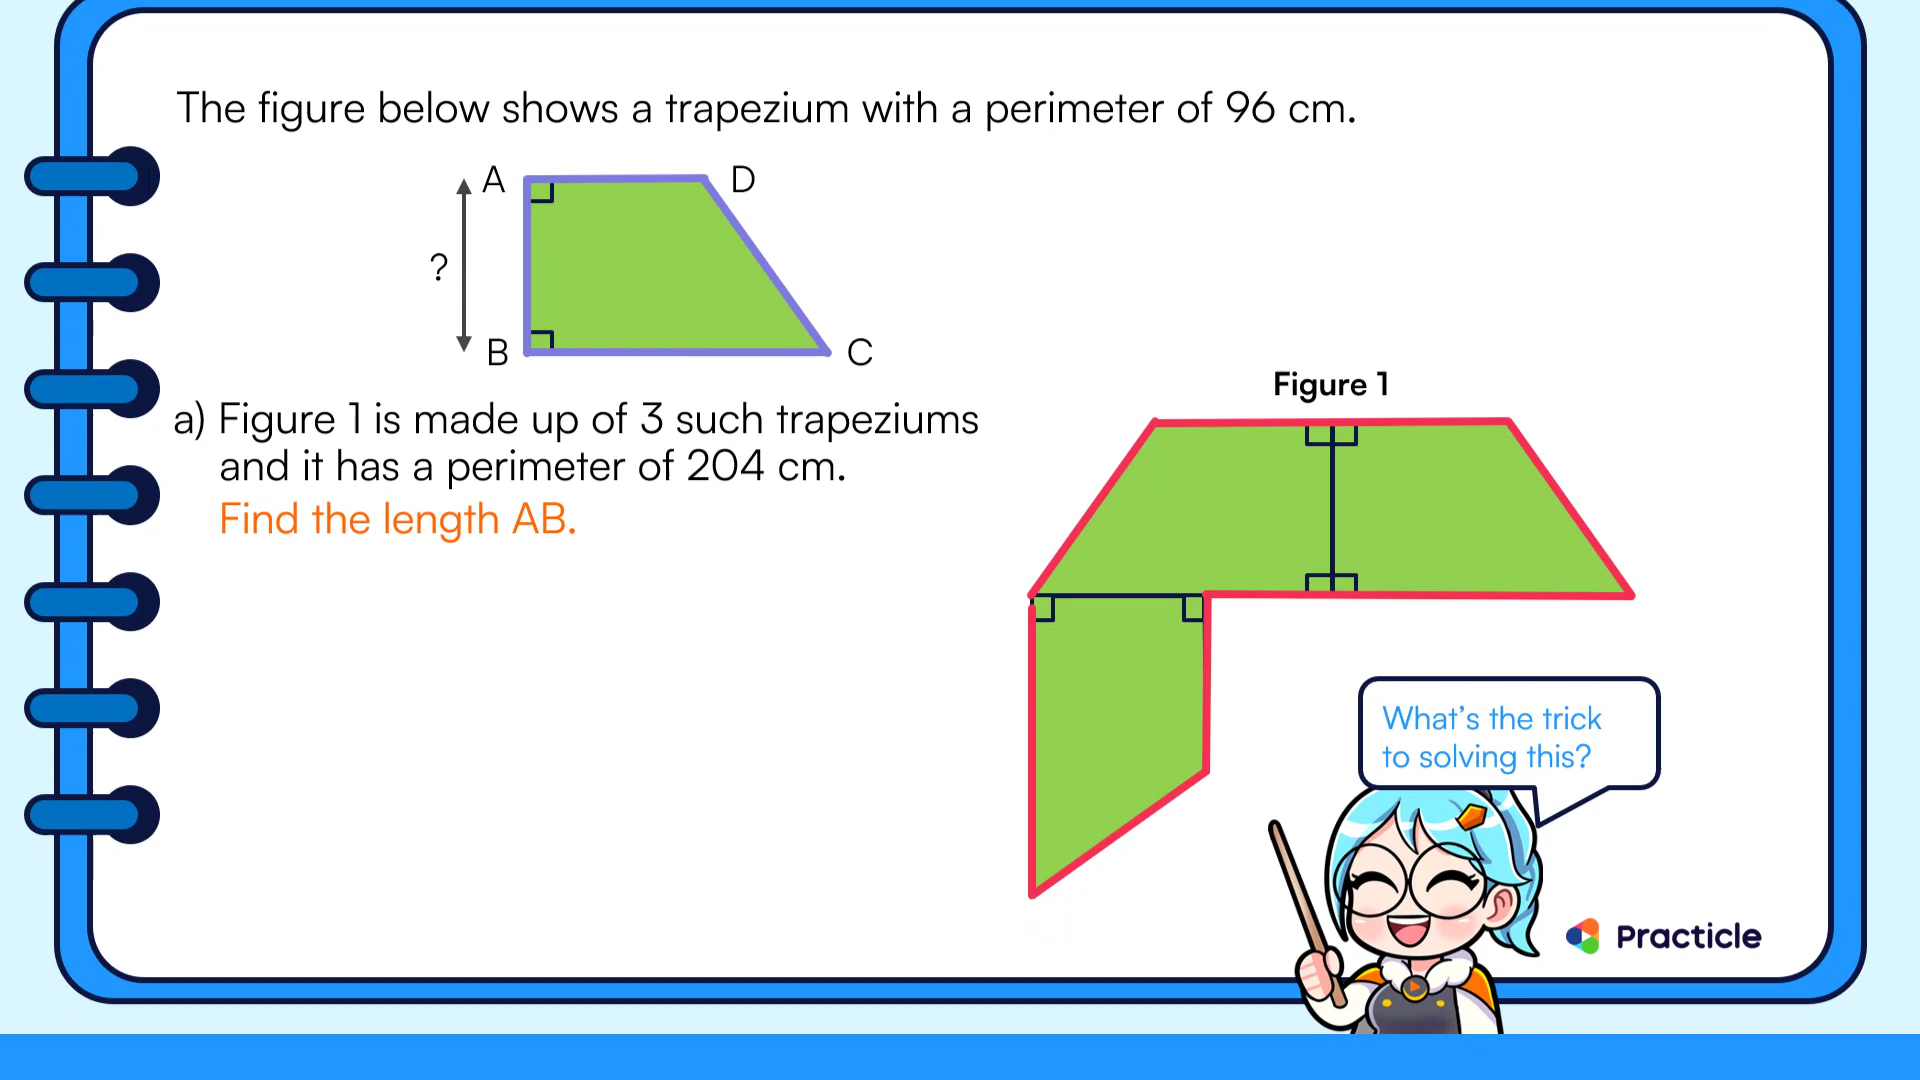 The figure below shows a trapezium with a perimeter of 96 cm.
A
D
?
B
C
a) Figure 1 is made up of 3 such trapeziums
and it has a perimeter of 204 cm.
Find the length AB.
Figure 1
What's the trick
to solving this?
Practicle